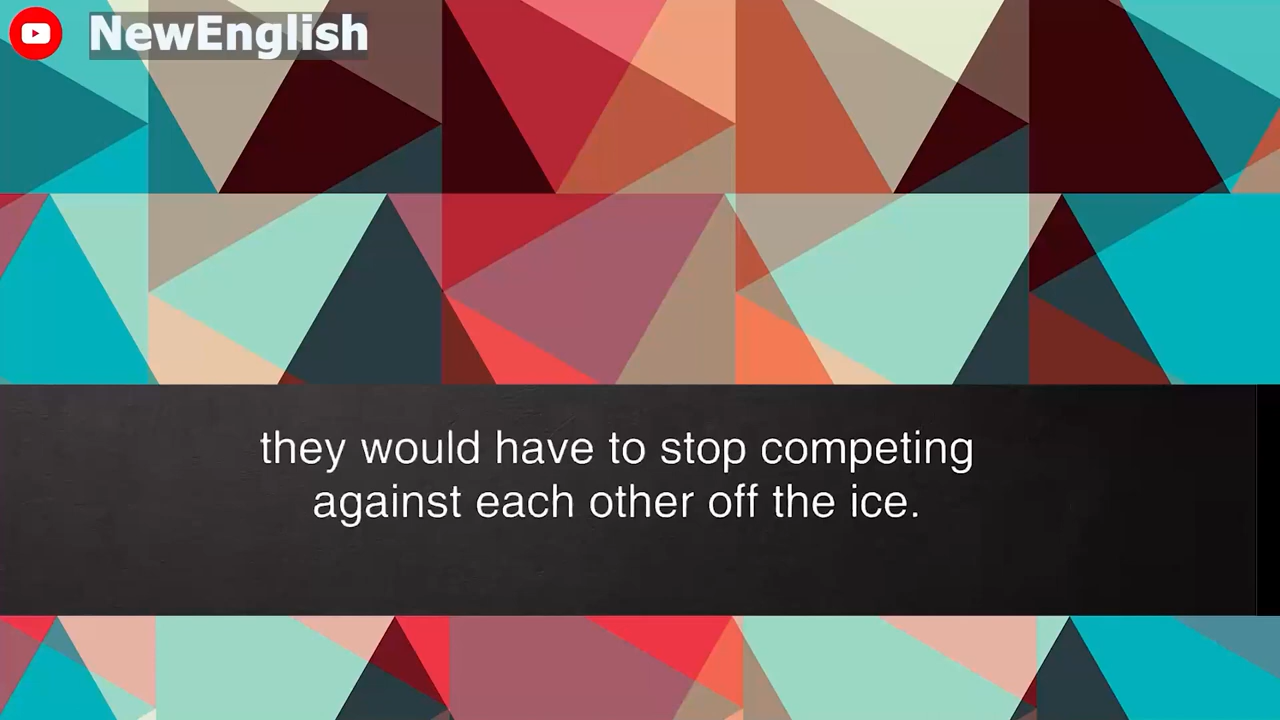 NewEnglish
they would have to stop competing
against each other off the ice.